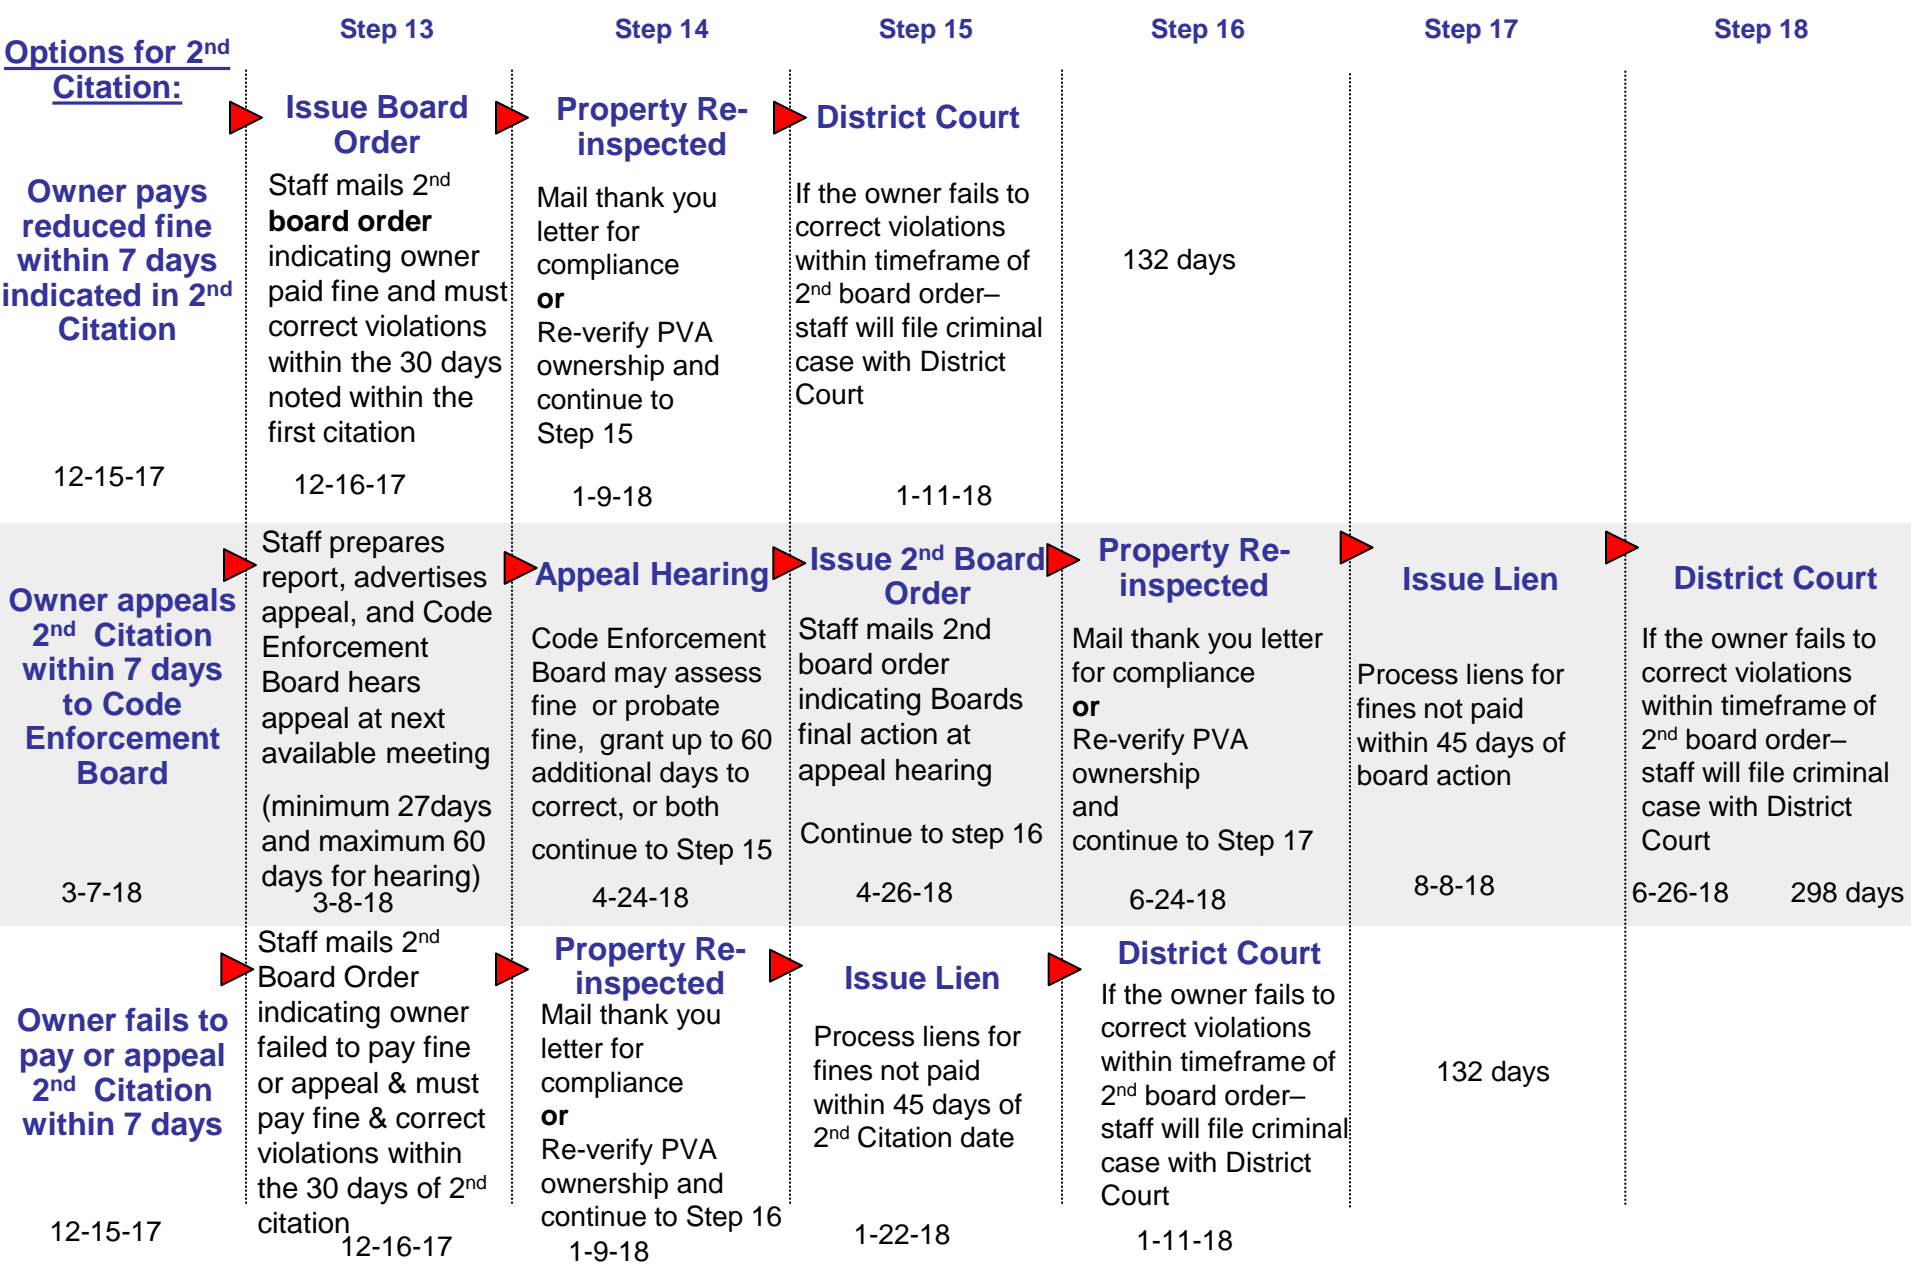 Step 13
Step 14
Step 15
Step 16
Step 17
Step 18
Options for 2nd
Citation:
Owner pays
reduced fine
within 7 days
indicated in 2nd
Citation
12-15-17
Issue Board
Order
Staff mails 2nd
board order
indicating owner
paid fine and must
correct violations
within the 30 days
noted within the
first citation
12-16-17
Property Re-
inspected
Mail thank you
letter for
compliance
or
Re-verify PVA
ownership and
continue to
Step 15
1-9-18
District Court
If the owner fails to
correct violations
within timeframe of
2nd board order–
staff will file criminal
case with District
Court
1-11-18
132 days
Owner appeals
2nd Citation
within 7 days
to Code
Enforcement
Board
3-7-18
Staff prepares
report, advertises
appeal, and Code
Enforcement
Board hears
appeal at next
available meeting
(minimum 27days
and maximum 60
days for hearing)
3-8-18
Appeal Hearing
Code Enforcement
Board may assess
fine or probate
fine, grant up to 60
additional days to
correct, or both
continue to Step 15
4-24-18
Issue 2nd Board
Order
Staff mails 2nd
board order
indicating Boards
final action at
appeal hearing
Continue to step 16
4-26-18
Property Re-
inspected
Mail thank you letter
for compliance
or
Re-verify PVA
ownership
and
continue to Step 17
6-24-18
Issue Lien
Process liens for
fines not paid
within 45 days of
board action
8-8-18
District Court
If the owner fails to
correct violations
within timeframe of
2nd board order–
staff will file criminal
case with District
Court
6-26-18 298 days
Owner fails to
pay or appeal
2nd Citation
within 7 days
12-15-17
Staff mails 2nd
Board Order
indicating owner
failed to pay fine
or appeal & must
pay fine & correct
violations within
the 30 days of 2nd
citation
12-16-17
Property Re-
inspected
Mail thank you
letter for
compliance
or
Re-verify PVA
ownership and
continue to Step 16
1-9-18
Issue Lien
Process liens for
fines not paid
within 45 days of
2nd Citation date
1-22-18
District Court
If the owner fails to
correct violations
within timeframe of
2nd board order–
staff will file criminal
case with District
Court
1-11-18
132 days